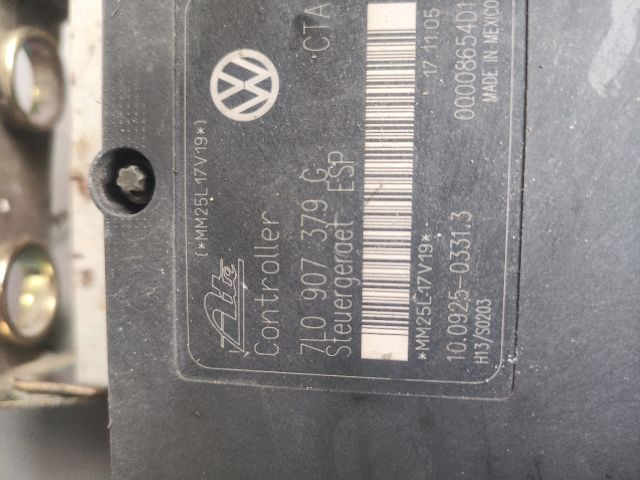 (*MM25L17V19*)
Ate
Controller CTA
7L0 907 379 G
Steuergeraet ESP
*MM25L17V19* 17 11 05
10.0925-0331.3 00008654D1
H13/S0203 MADE IN MEXICO